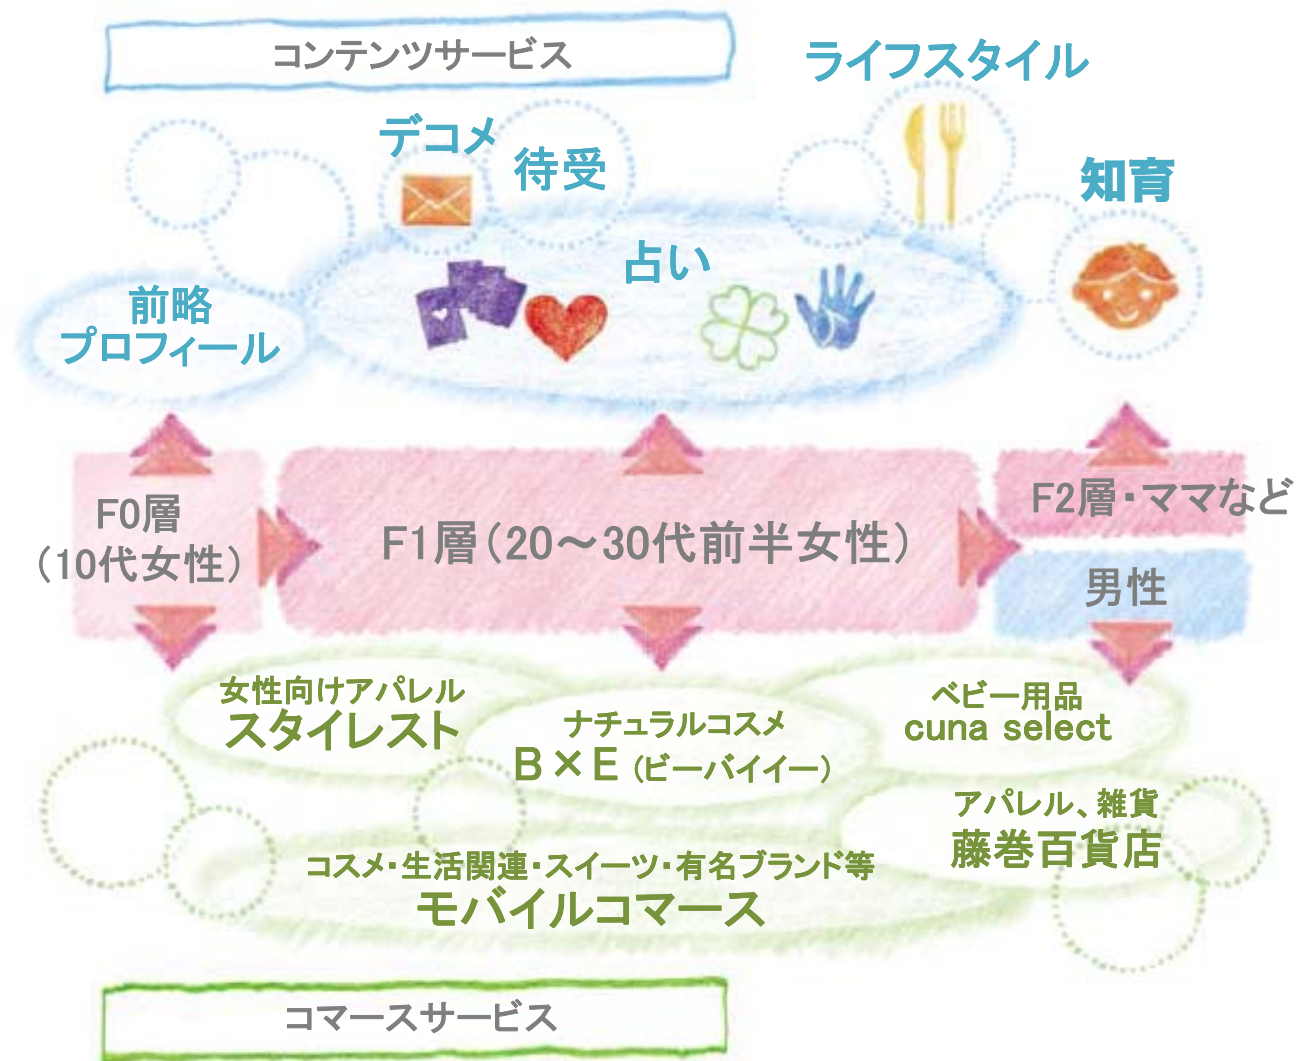 コンテンツサービス
ライフスタイル
デコメ
待受
知育
占い
前略
プロフィール
F0層
（10代女性）
F1層（20～30代前半女性）
F2層・ママなど
男性
女性向けアパレル
スタイレスト
ナチュラルコスメ
B×E（ビーバイイー）
ベビー用品
cuna select
アパレル、雑貨
藤巻百貨店
コスメ・生活関連・スイーツ・有名ブランド等
モバイルコマース
コマースサービス